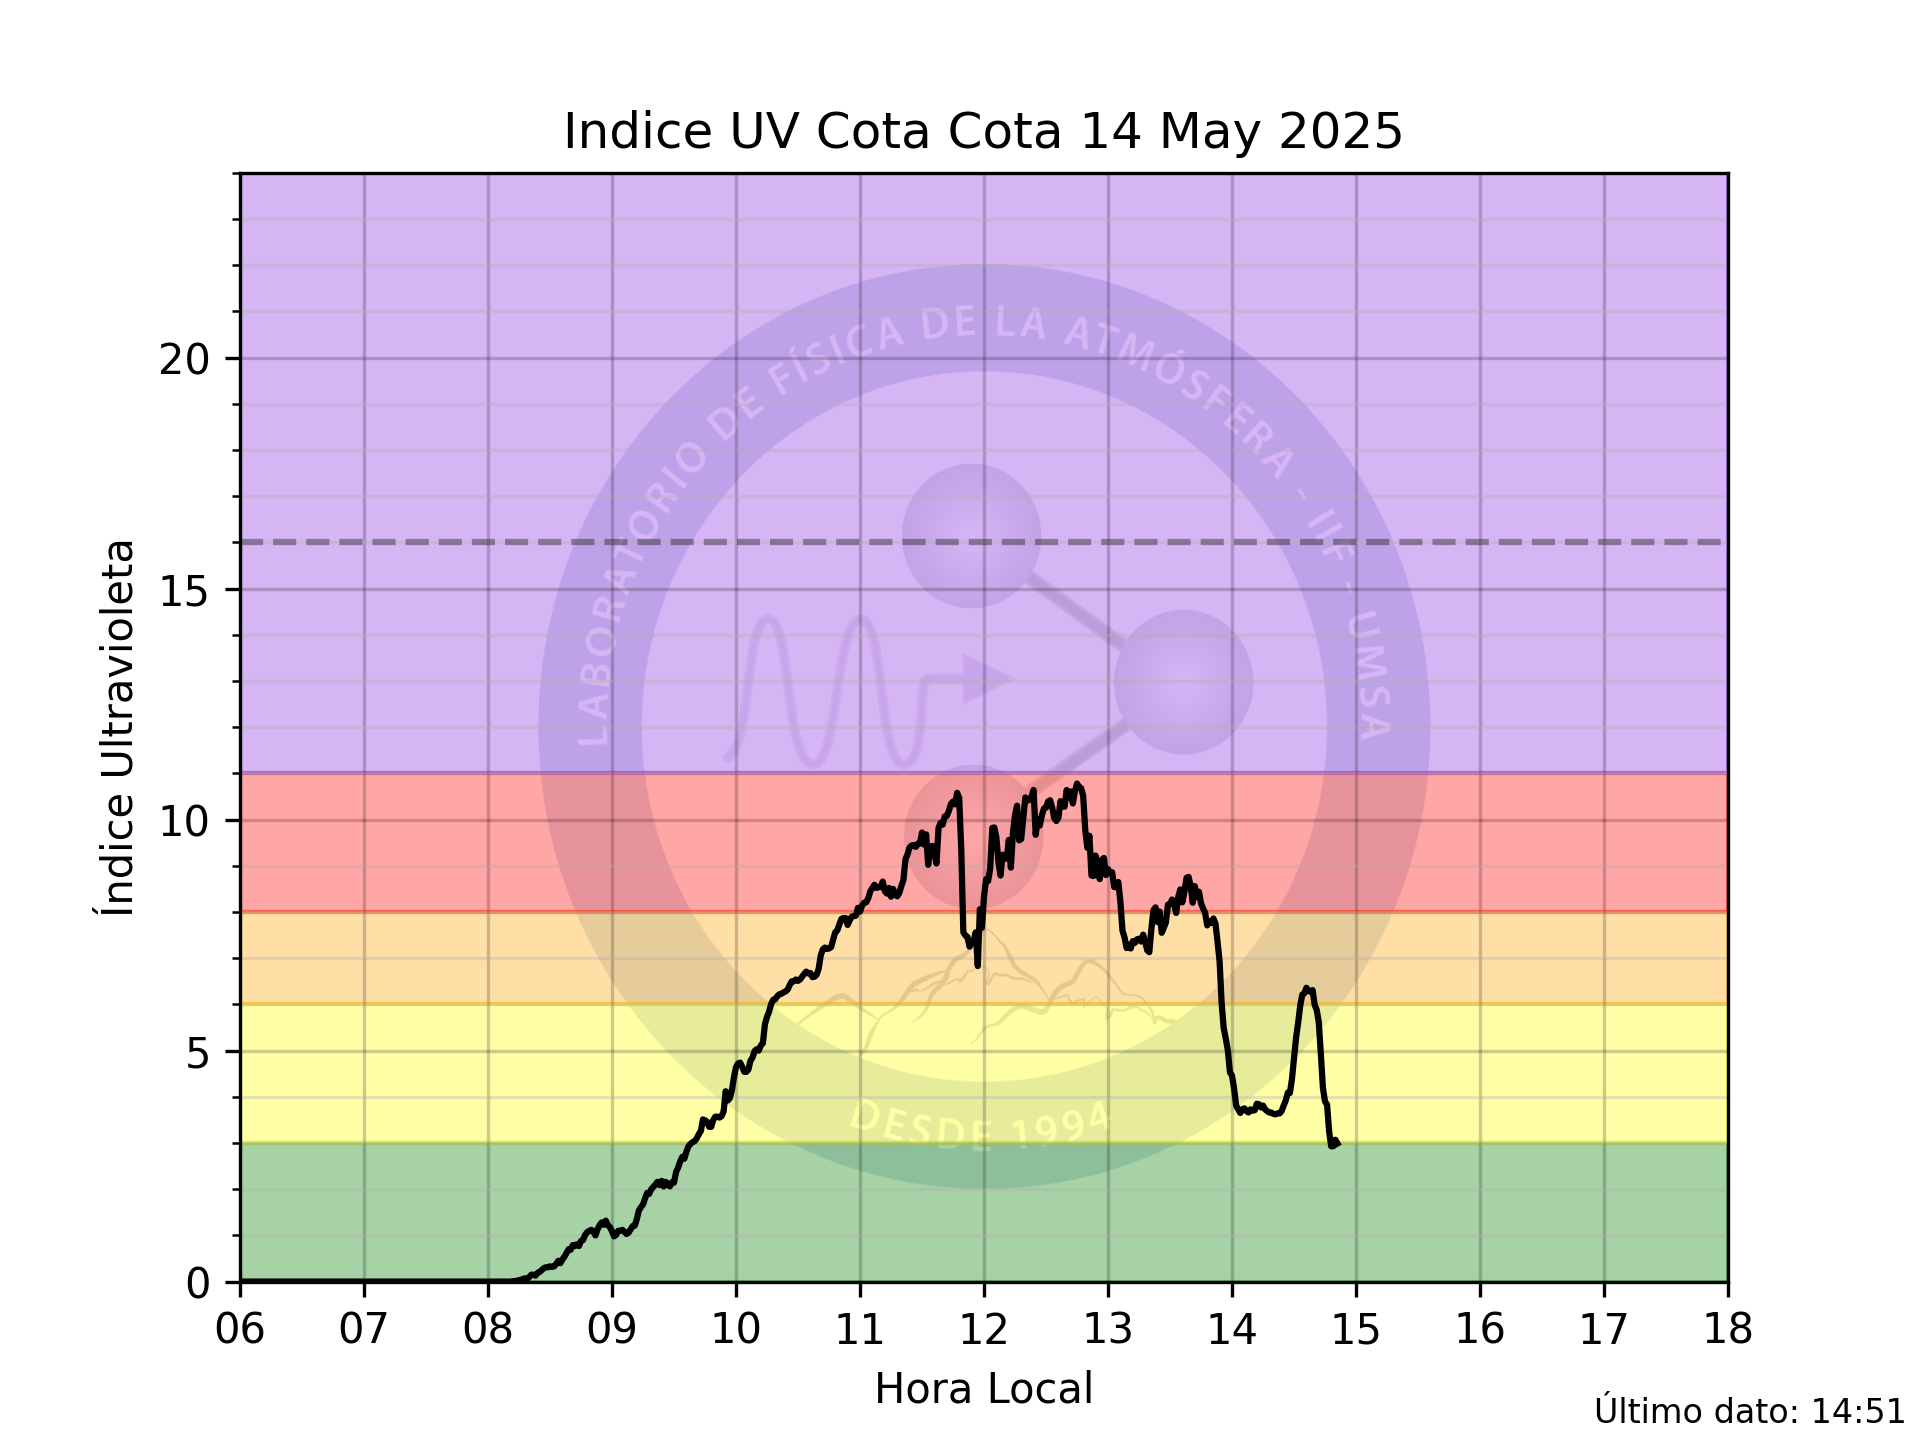 Indice UV Cota Cota 14 May 2025
LABORATORIO DE FÍSICA DE LA ATMÓSFERA - IIF - UMSA
DESDE 1994
Índice Ultravioleta
20
15
10
5
0
06 07 08 09 10 11 12 13 14 15 16 17 18
Hora Local
Último dato: 14:51